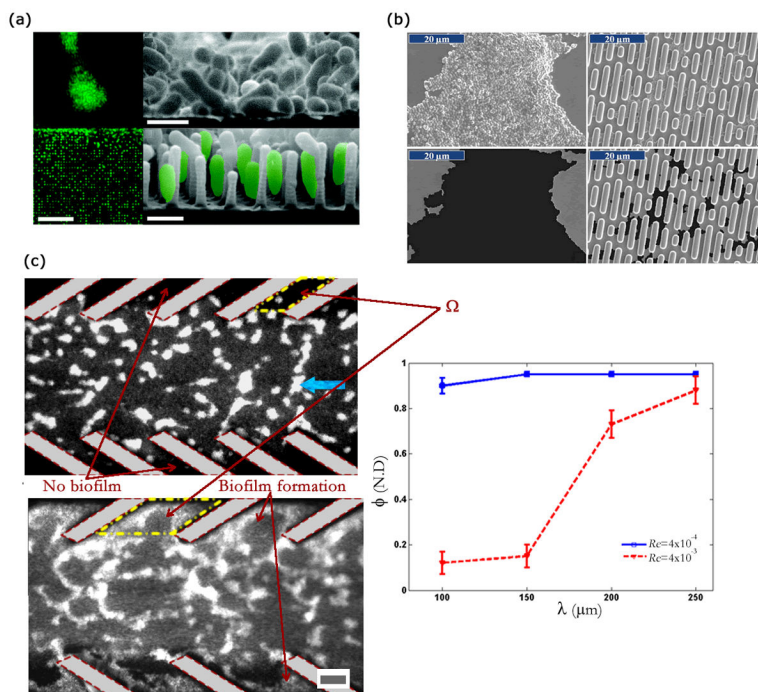 (a)
(b)
20 µm
20 µm
20 µm
20 µm
(c)
Ω
No biofilm
Biofilm formation
1
0.8
0.6
0.4
0.2
0
ϕ (N.D)
Re=4x10⁻⁴
Re=4x10⁻³
100
150
200
250
λ (µm)